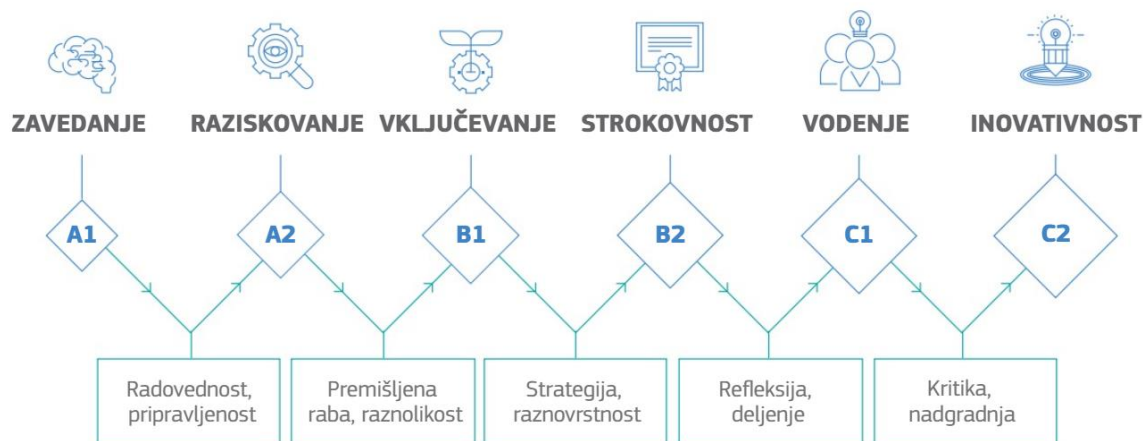 ZAVEDANJE RAZISKOVANJE VKLJUČEVANJE STROKOVNOST VODENJE INOVATIVNOST
A1 A2 B1 B2 C1 C2
Radovednost,
pripravljenost
Premišljena
raba, raznolikost
Strategija,
raznovrstnost
Refleksija,
deljenje
Kritika,
nadgradnja